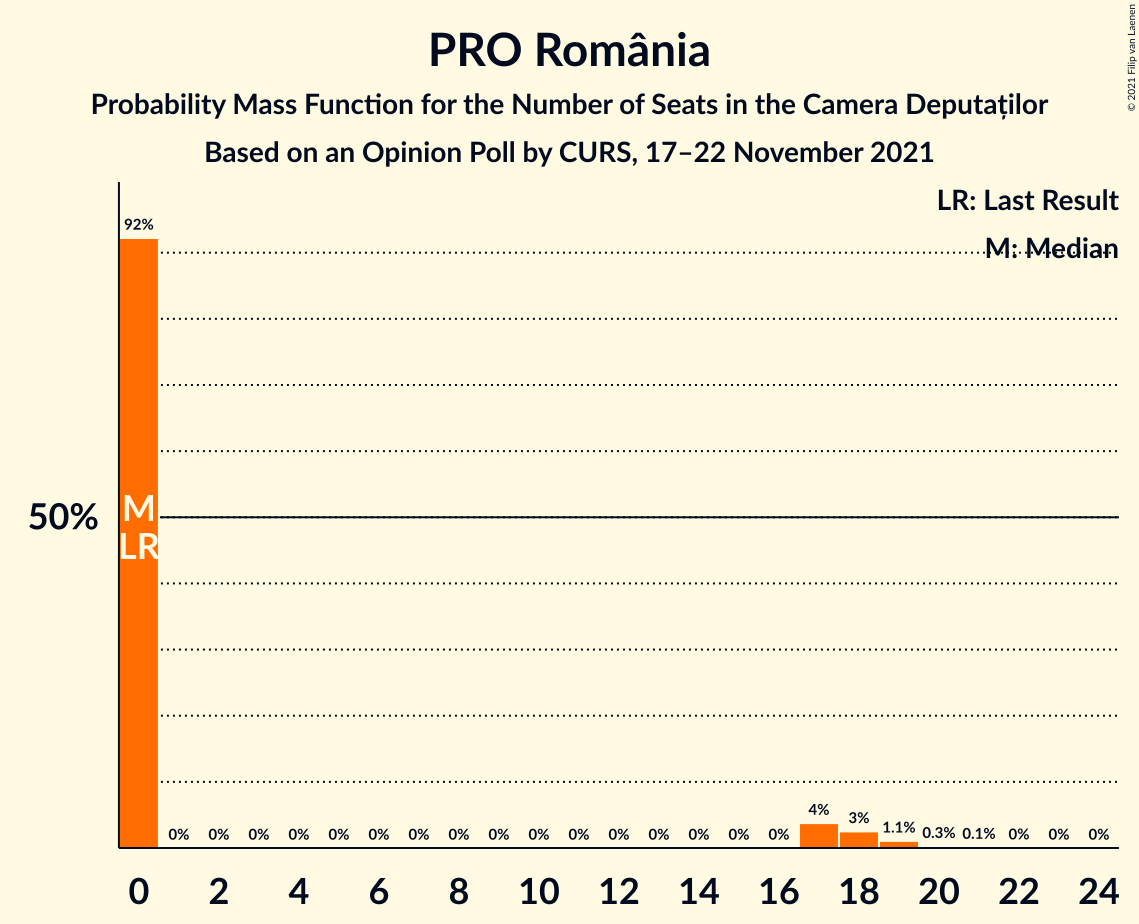 PRO România
Probability Mass Function for the Number of Seats in the Camera Deputaților
Based on an Opinion Poll by CURS, 17–22 November 2021
© 2021 Filip van Laenen
LR: Last Result
M: Median
92%
50%
M
LR
0% 0% 0% 0% 0% 0% 0% 0% 0% 0% 0% 0% 0% 0% 0% 0% 4% 3% 1.1% 0.3% 0.1% 0% 0% 0%
0 2 4 6 8 10 12 14 16 18 20 22 24